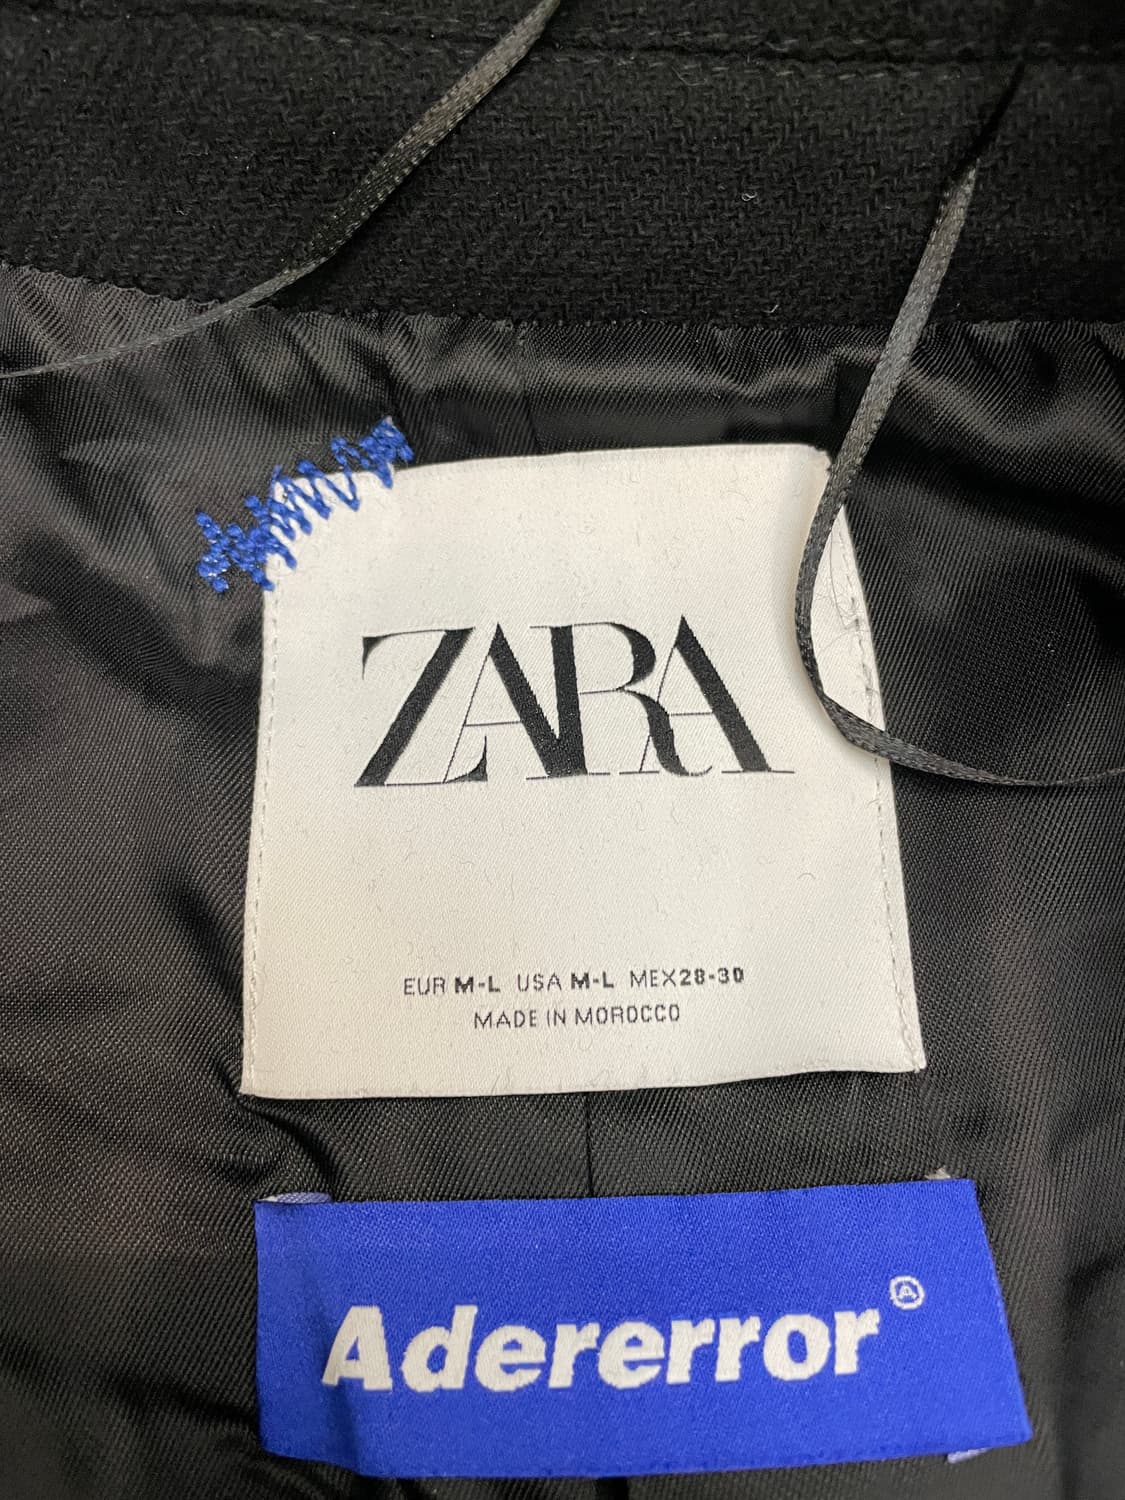 ZARA
EUR M-L USA M-L MEX28-30
MADE IN MOROCCO
Adererror Ⓐ